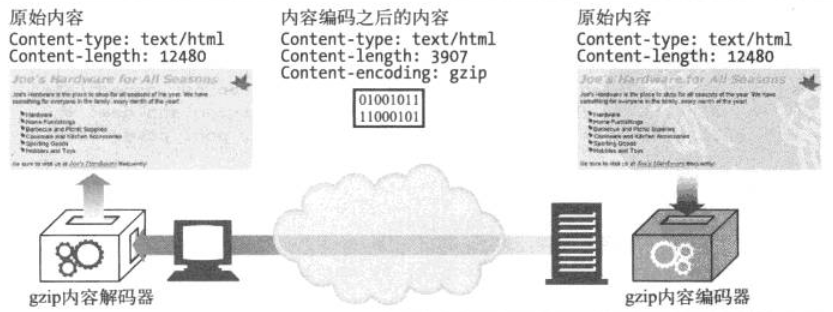 原始内容
Content-type: text/html
Content-length: 12480
Joe's Hardware for All Seasons
Joe's Hardware is the place to shop for all seasons of the year. We have
something for everyone in the family, every month of the year!
Hardware
Home Furnishings
Barbecue and Picnic Supplies
Cookware and Kitchen Accessories
Sporting Goods
Hobbies and Toys
Be sure to visit us at Joe's Hardware frequently!
gzip内容解码器
内容编码之后的内容
Content-type: text/html
Content-length: 3907
Content-encoding: gzip
01001011
11000101
原始内容
Content-type: text/html
Content-length: 12480
Joe's Hardware for All Seasons
Joe's Hardware is the place to shop for all seasons of the year. We have
something for everyone in the family, every month of the year!
Hardware
Home Furnishings
Barbecue and Picnic Supplies
Cookware and Kitchen Accessories
Sporting Goods
Hobbies and Toys
Be sure to visit us at Joe's Hardware frequently!
gzip内容编码器